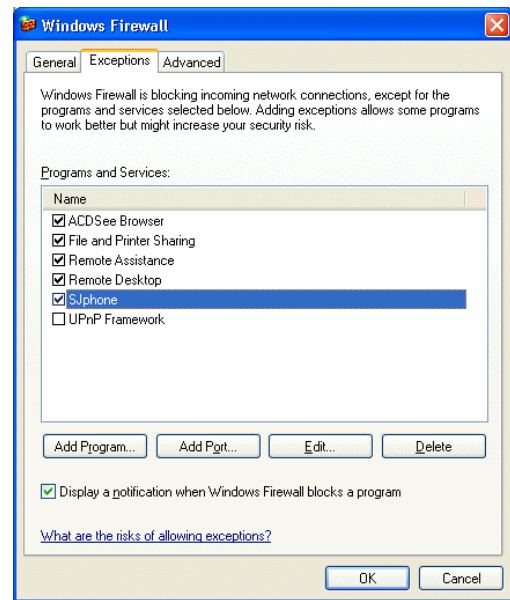 Windows Firewall
General Exceptions Advanced
Windows Firewall is blocking incoming network connections, except for the
programs and services selected below. Adding exceptions allows some programs
to work better but might increase your security risk.
Programs and Services:
Name
ACDSee Browser
File and Printer Sharing
Remote Assistance
Remote Desktop
SJphone
UPnP Framework
Add Program... Add Port... Edit... Delete
Display a notification when Windows Firewall blocks a program
What are the risks of allowing exceptions?
OK Cancel